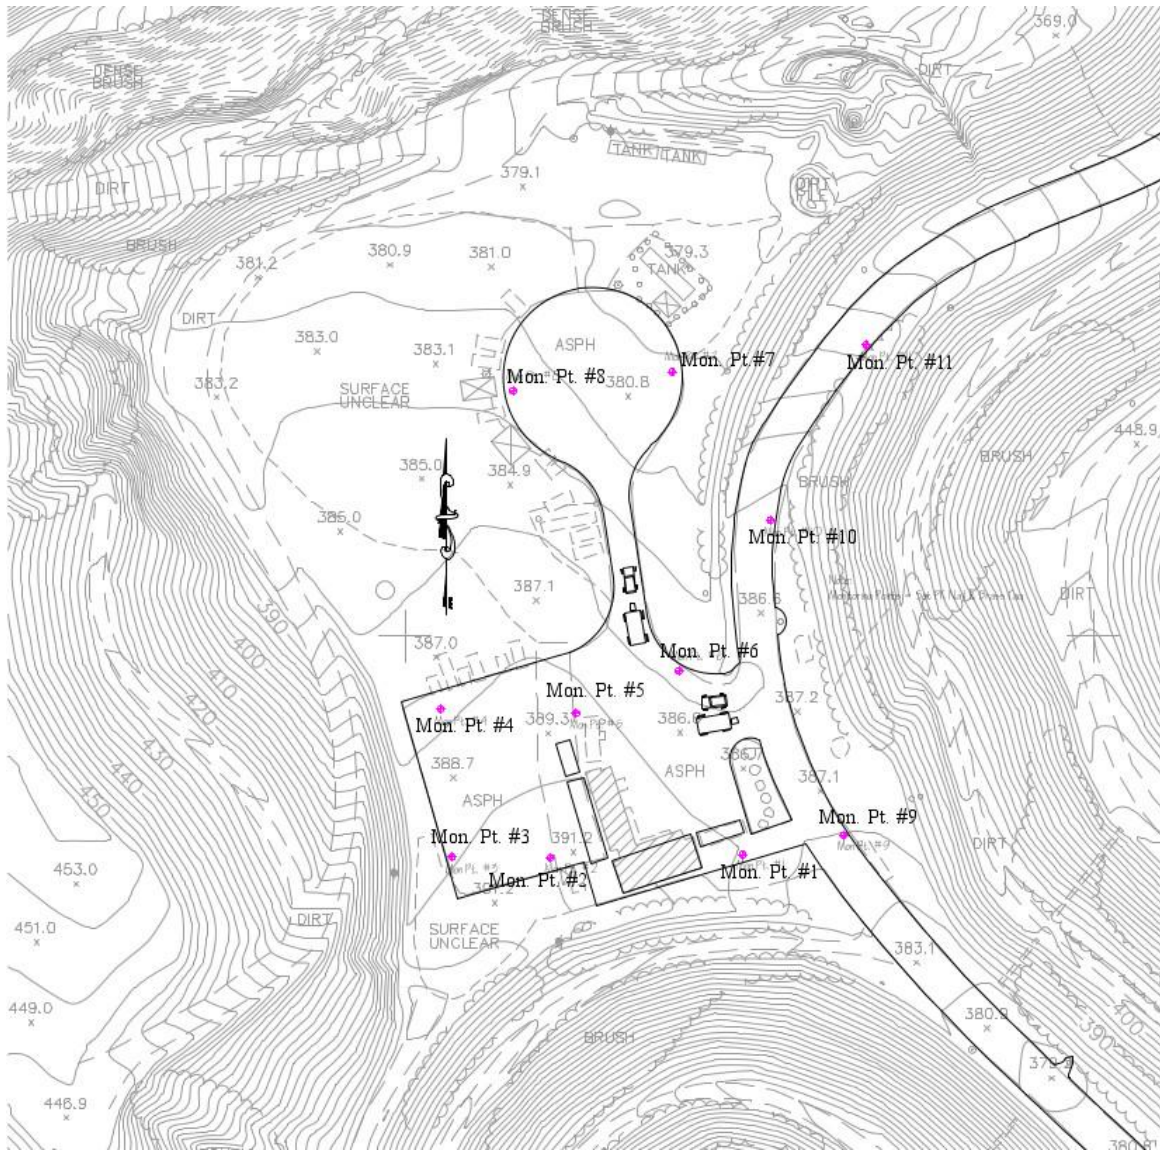 369.0
DENSE
BRUSH
DENSE
BRUSH
DIRT
TANK
TANK
379.1
DIRT
DIRT
PILE
BRUSH
380.9
381.0
379.3
381.2
TANK
DIRT
383.0
383.1
ASPH
Mon. Pt.#7
Mon. Pt. #11
383.2
SURFACE
UNCLEAR
Mon. Pt. #8
380.8
448.9
BRUSH
385.0
384.9
BRUSH
385.0
Mon. Pt. #10
387.1
386.6
DIRT
390
387.0
400
Mon. Pt. #6
410
Mon. Pt. #5
387.2
420
Mon. Pt. #4
389.3
430
388.7
ASPH
387.1
440
450
ASPH
Mon. Pt. #3
391.2
Mon. Pt. #9
DIRT
453.0
Mon. Pt. #2
Mon. Pt. #1
DIRT
451.0
SURFACE
UNCLEAR
383.1
449.0
380.9
400
390
BRUSH
446.9